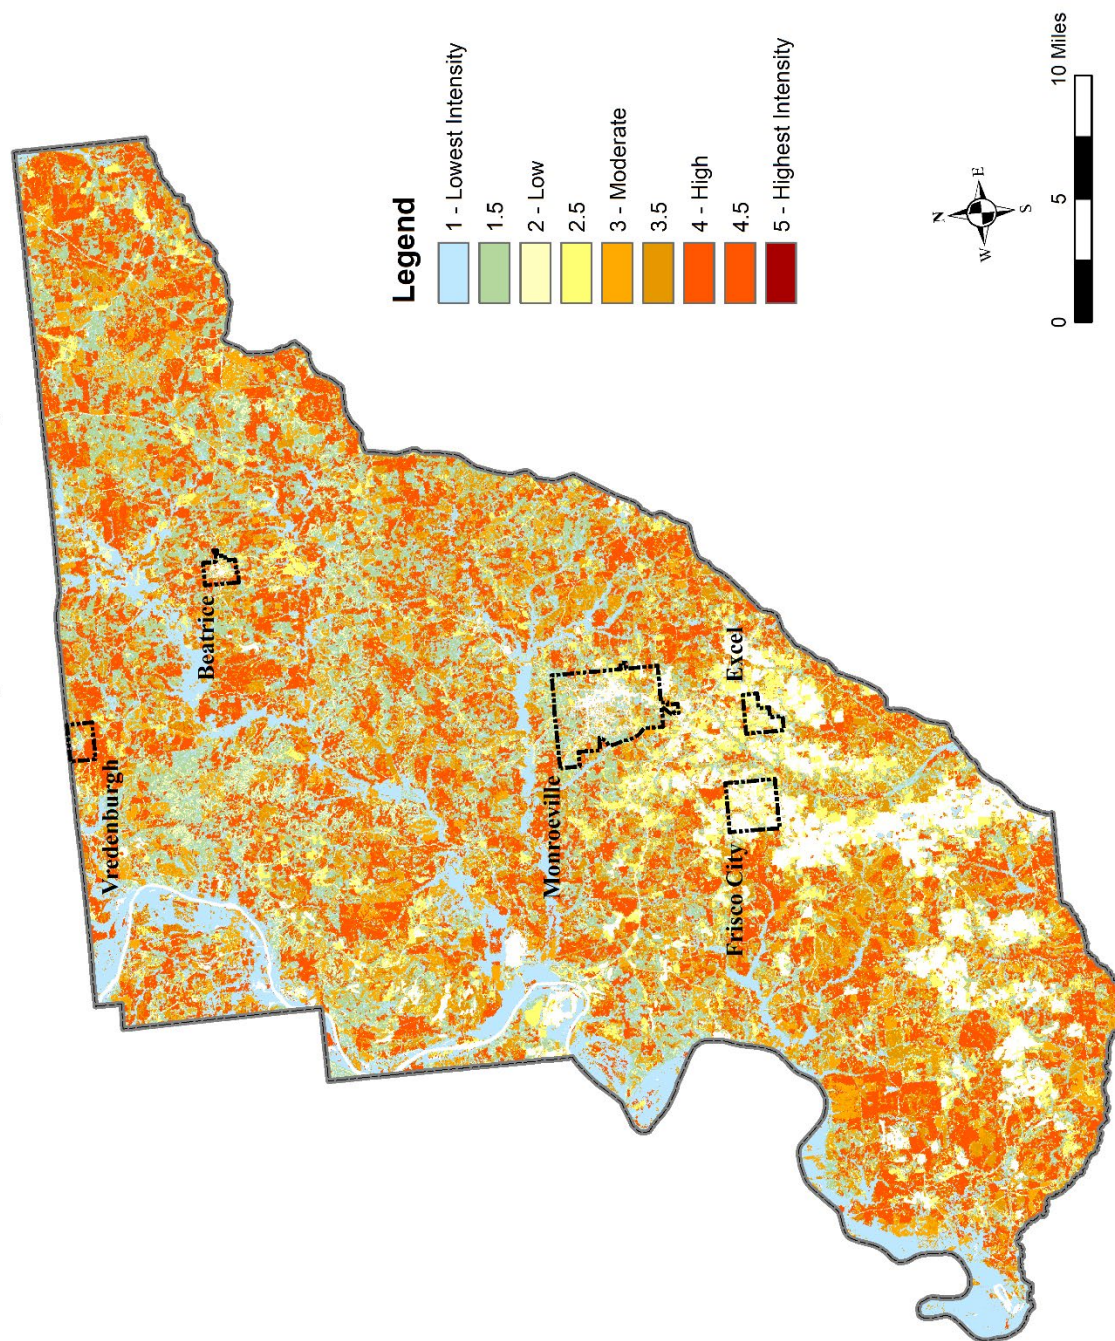 Vredenburgh
Beatrice
Monroeville
Frisco City
Excel
Legend
1 - Lowest Intensity
1.5
2 - Low
2.5
3 - Moderate
3.5
4 - High
4.5
5 - Highest Intensity
N
W
E
S
0
5
10 Miles